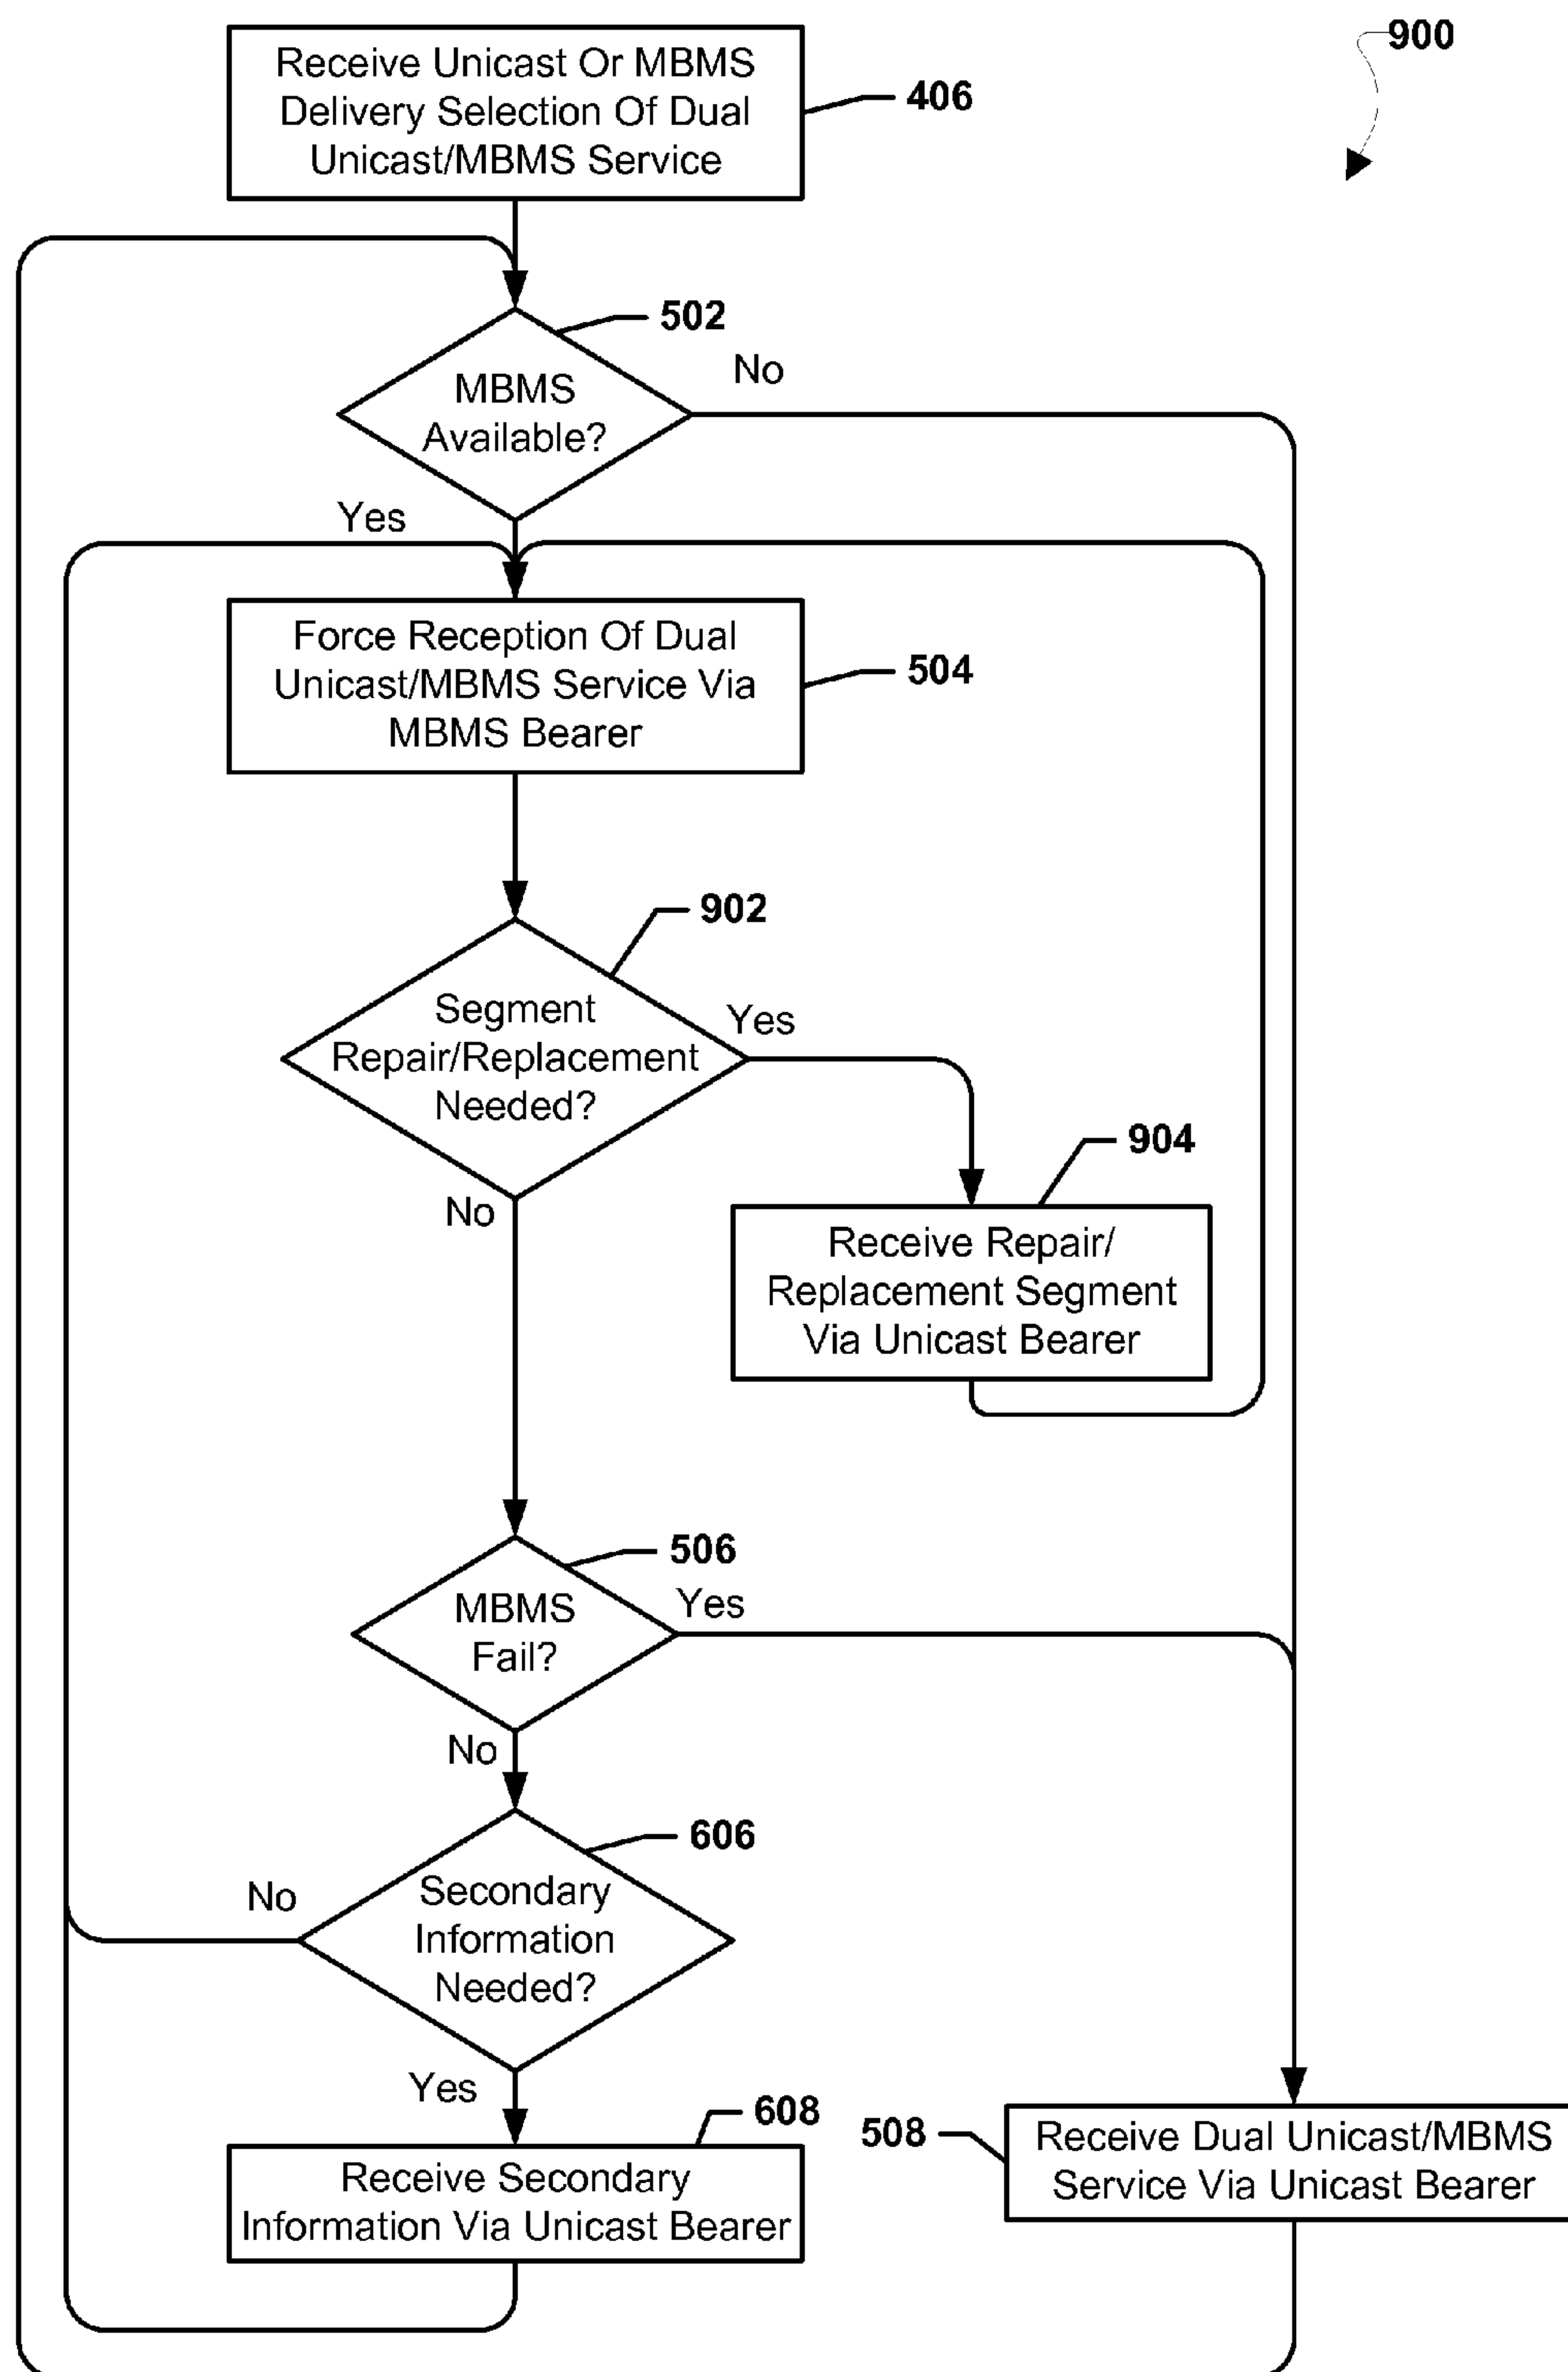 900
Receive Unicast Or MBMS
Delivery Selection Of Dual
Unicast/MBMS Service
406
502
No
MBMS
Available?
Yes
Force Reception Of Dual
Unicast/MBMS Service Via
MBMS Bearer
504
902
Segment
Repair/Replacement
Needed?
Yes
904
No
Receive Repair/
Replacement Segment
Via Unicast Bearer
506
MBMS
Fail?
Yes
No
606
Secondary
Information
Needed?
No
Yes
608
Receive Secondary
Information Via Unicast Bearer
508
Receive Dual Unicast/MBMS
Service Via Unicast Bearer